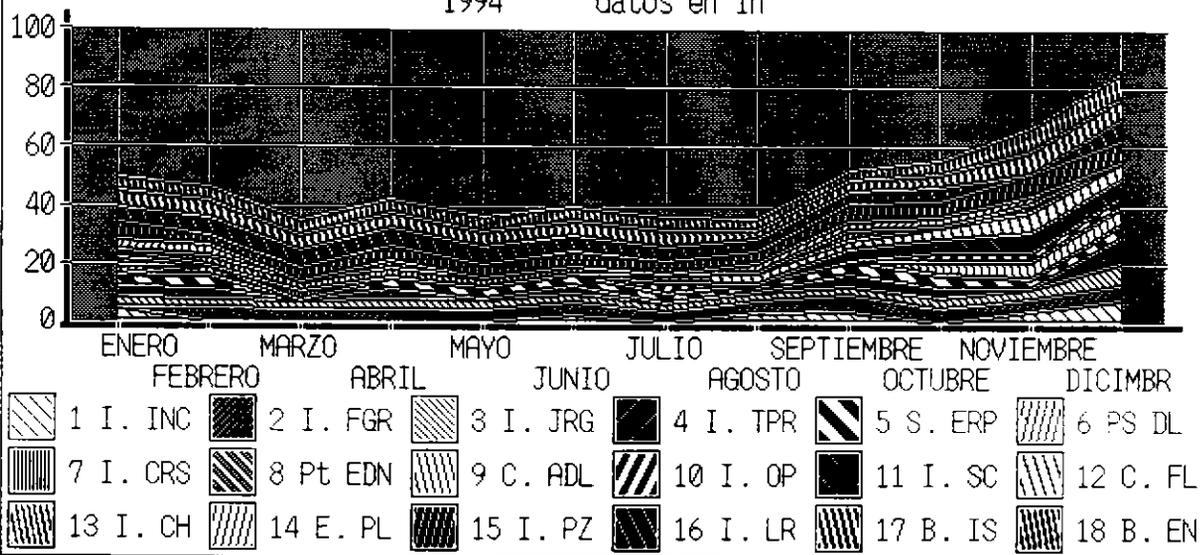 1994 datos en
100
80
60
40
20
0
ENERO MARZO MAYO JULIO SEPTIEMBRE NOVIEMBRE
FEBRERO ABRIL JUNIO AGOSTO OCTUBRE DICIMBR
1 I. INC 2 I. FGR 3 I. JRG 4 I. TPR 5 S. ERP 6 PS DL
7 I. CRS 8 Pt EDN 9 C. ADL 10 I. OP 11 I. SC 12 C. FL
13 I. CH 14 E. PL 15 I. PZ 16 I. LR 17 B. IS 18 B. EN